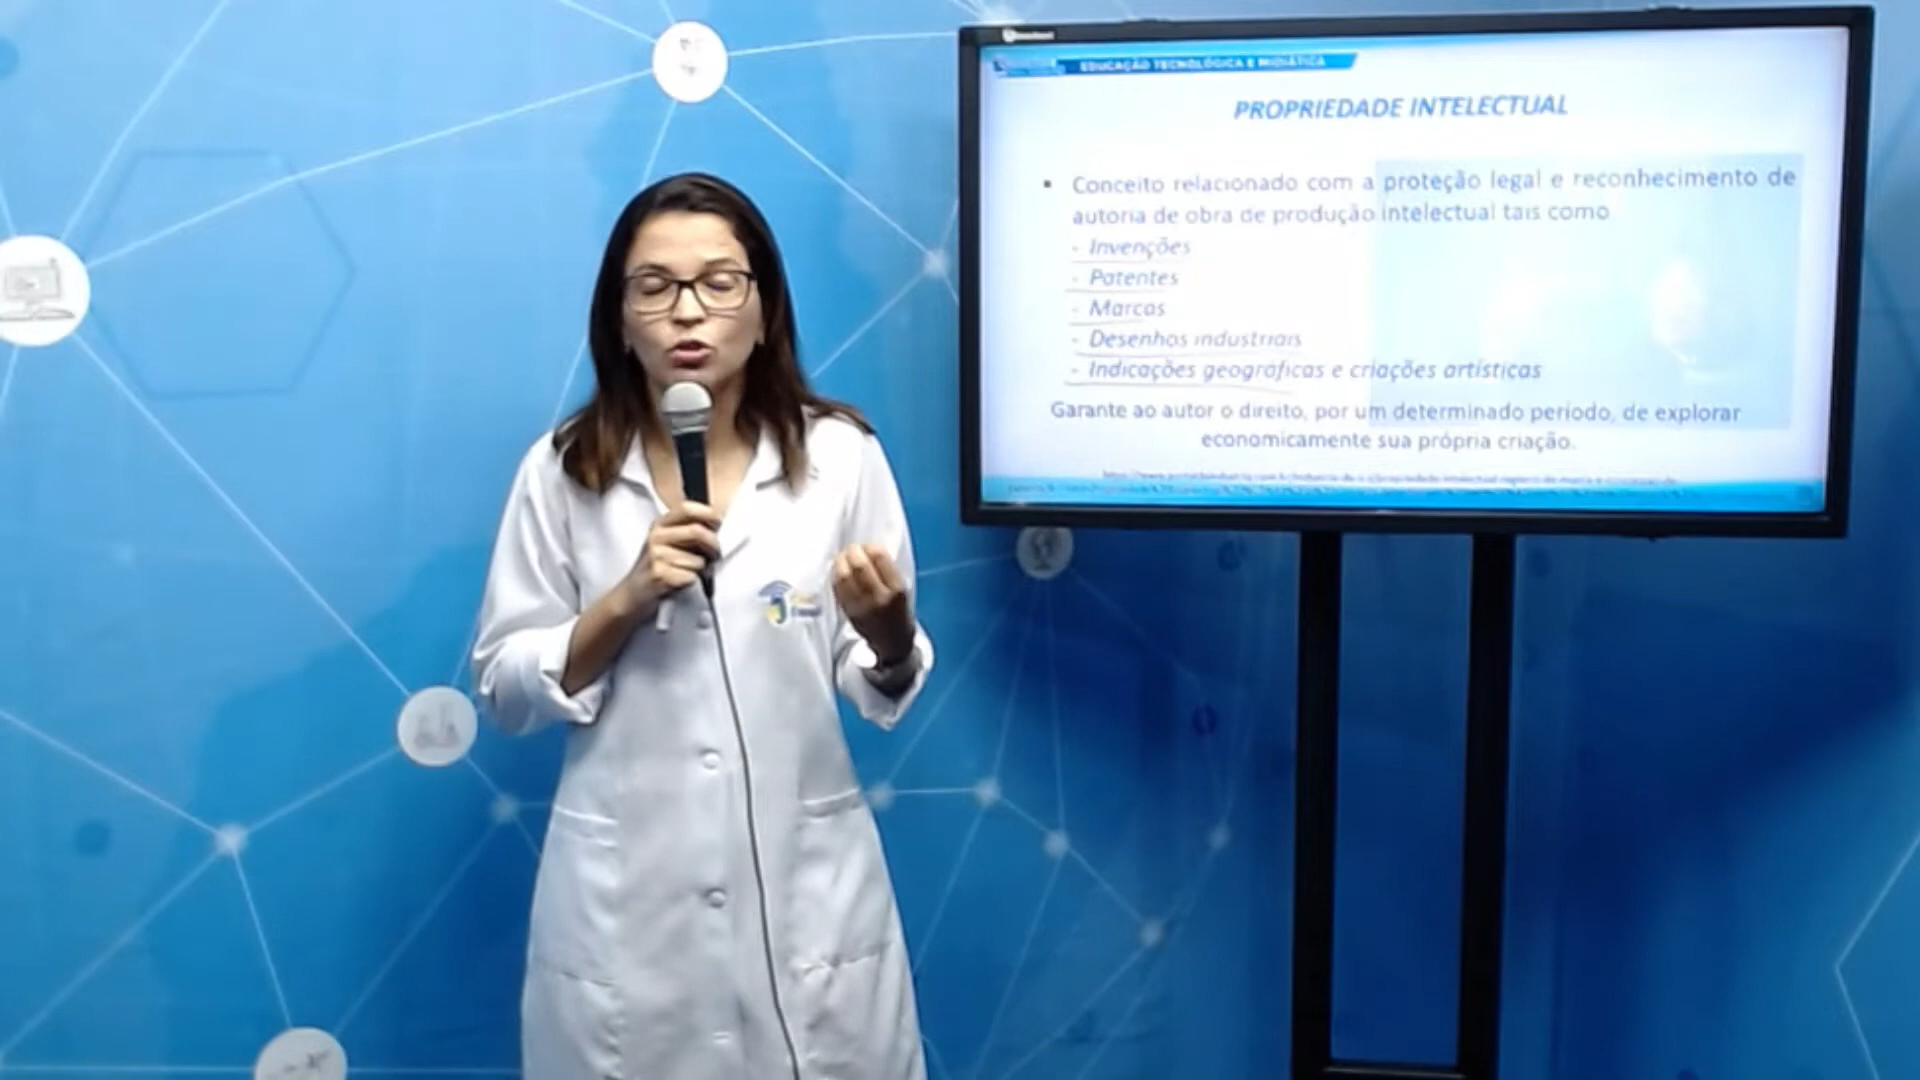 EDUCAÇÃO TECNOLÓGICA E MIDIÁTICA
PROPRIEDADE INTELECTUAL
▪ Conceito relacionado com a proteção legal e reconhecimento de
autoria de obra de produção intelectual tais como
- Invenções
- Patentes
- Marcas
- Desenhos industriais
- Indicações geográficas e criações artísticas
Garante ao autor o direito, por um determinado período, de explorar
economicamente sua própria criação.